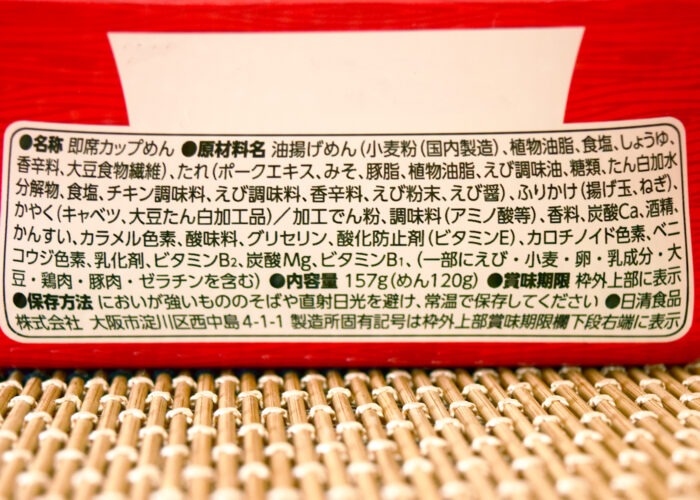 ●名称 即席カップめん ●原材料名 油揚げめん(小麦粉(国内製造)、植物油脂、食塩、しょうゆ、
香辛料、大豆食物繊維)、たれ(ポークエキス、みそ、豚脂、植物油脂、えび調味油、糖類、たん白加水
分解物、食塩、チキン調味料、えび調味料、香辛料、えび粉末、えび醤)、ふりかけ(揚げ玉、ねぎ)、
かやく(キャベツ、大豆たん白加工品)/加工でん粉、調味料(アミノ酸等)、香料、炭酸Ca、酒精、
かんすい、カラメル色素、酸味料、グリセリン、酸化防止剤(ビタミンE)、カロチノイド色素、ベニ
コウジ色素、乳化剤、ビタミンB₂、炭酸Mg、ビタミンB₁、(一部にえび・小麦・卵・乳成分・大
豆・鶏肉・豚肉・ゼラチンを含む) ●内容量 157g(めん120g) ●賞味期限 枠外上部に表示
●保存方法 においが強いもののそばや直射日光を避け、常温で保存してください ●日清食品
株式会社 大阪市淀川区西中島4-1-1 製造所固有記号は枠外上部賞味期限欄下段右端に表示